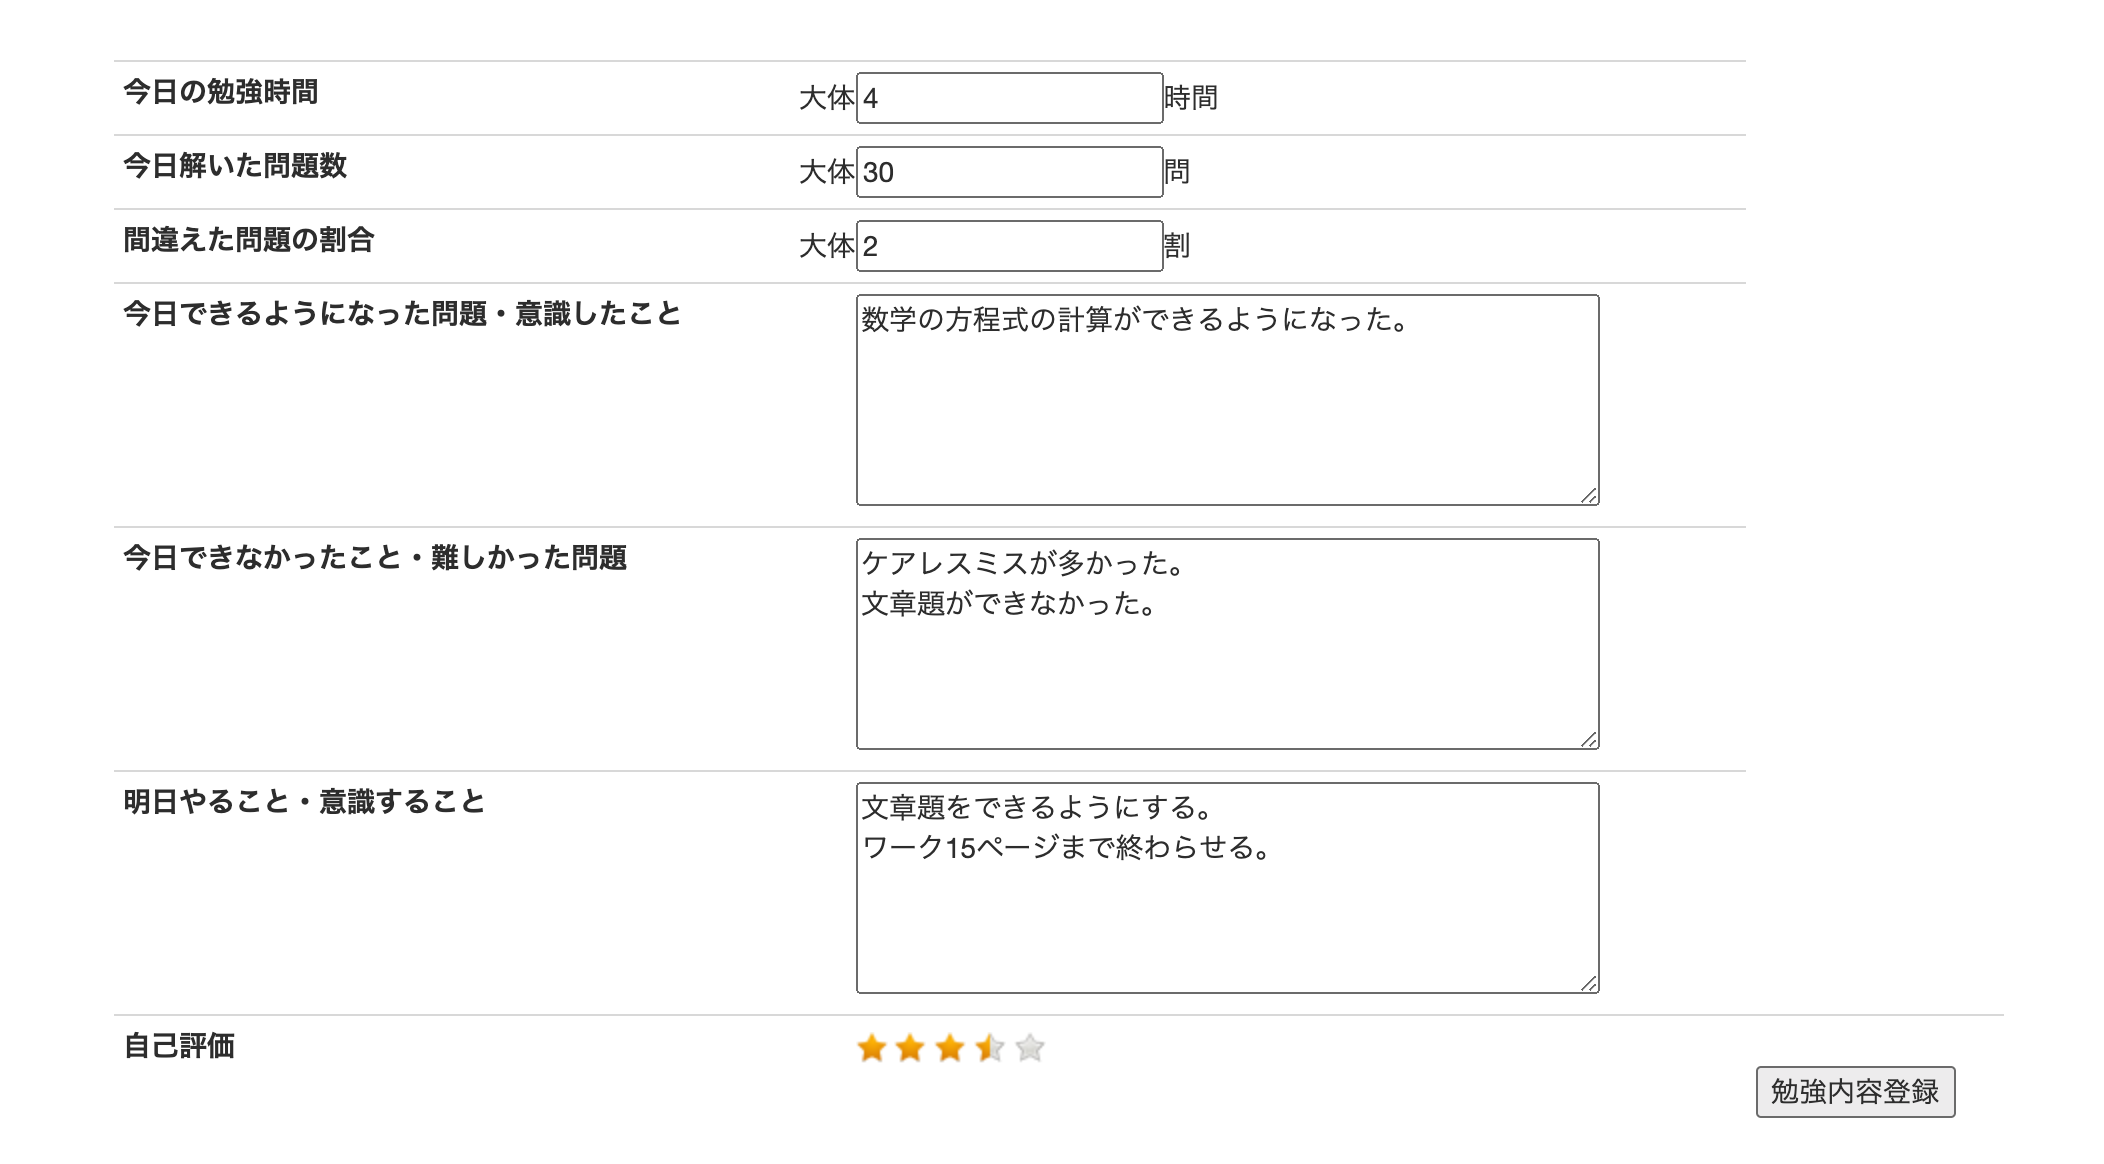 今日の勉強時間 大体 4 時間
今日解いた問題数 大体 30 問
間違えた問題の割合 大体 2 割
今日できるようになった問題・意識したこと 数学の方程式の計算ができるようになった。
今日できなかったこと・難しかった問題 ケアレスミスが多かった。
文章題ができなかった。
明日やること・意識すること 文章題をできるようにする。
ワーク15ページまで終わらせる。
自己評価
勉強内容登録